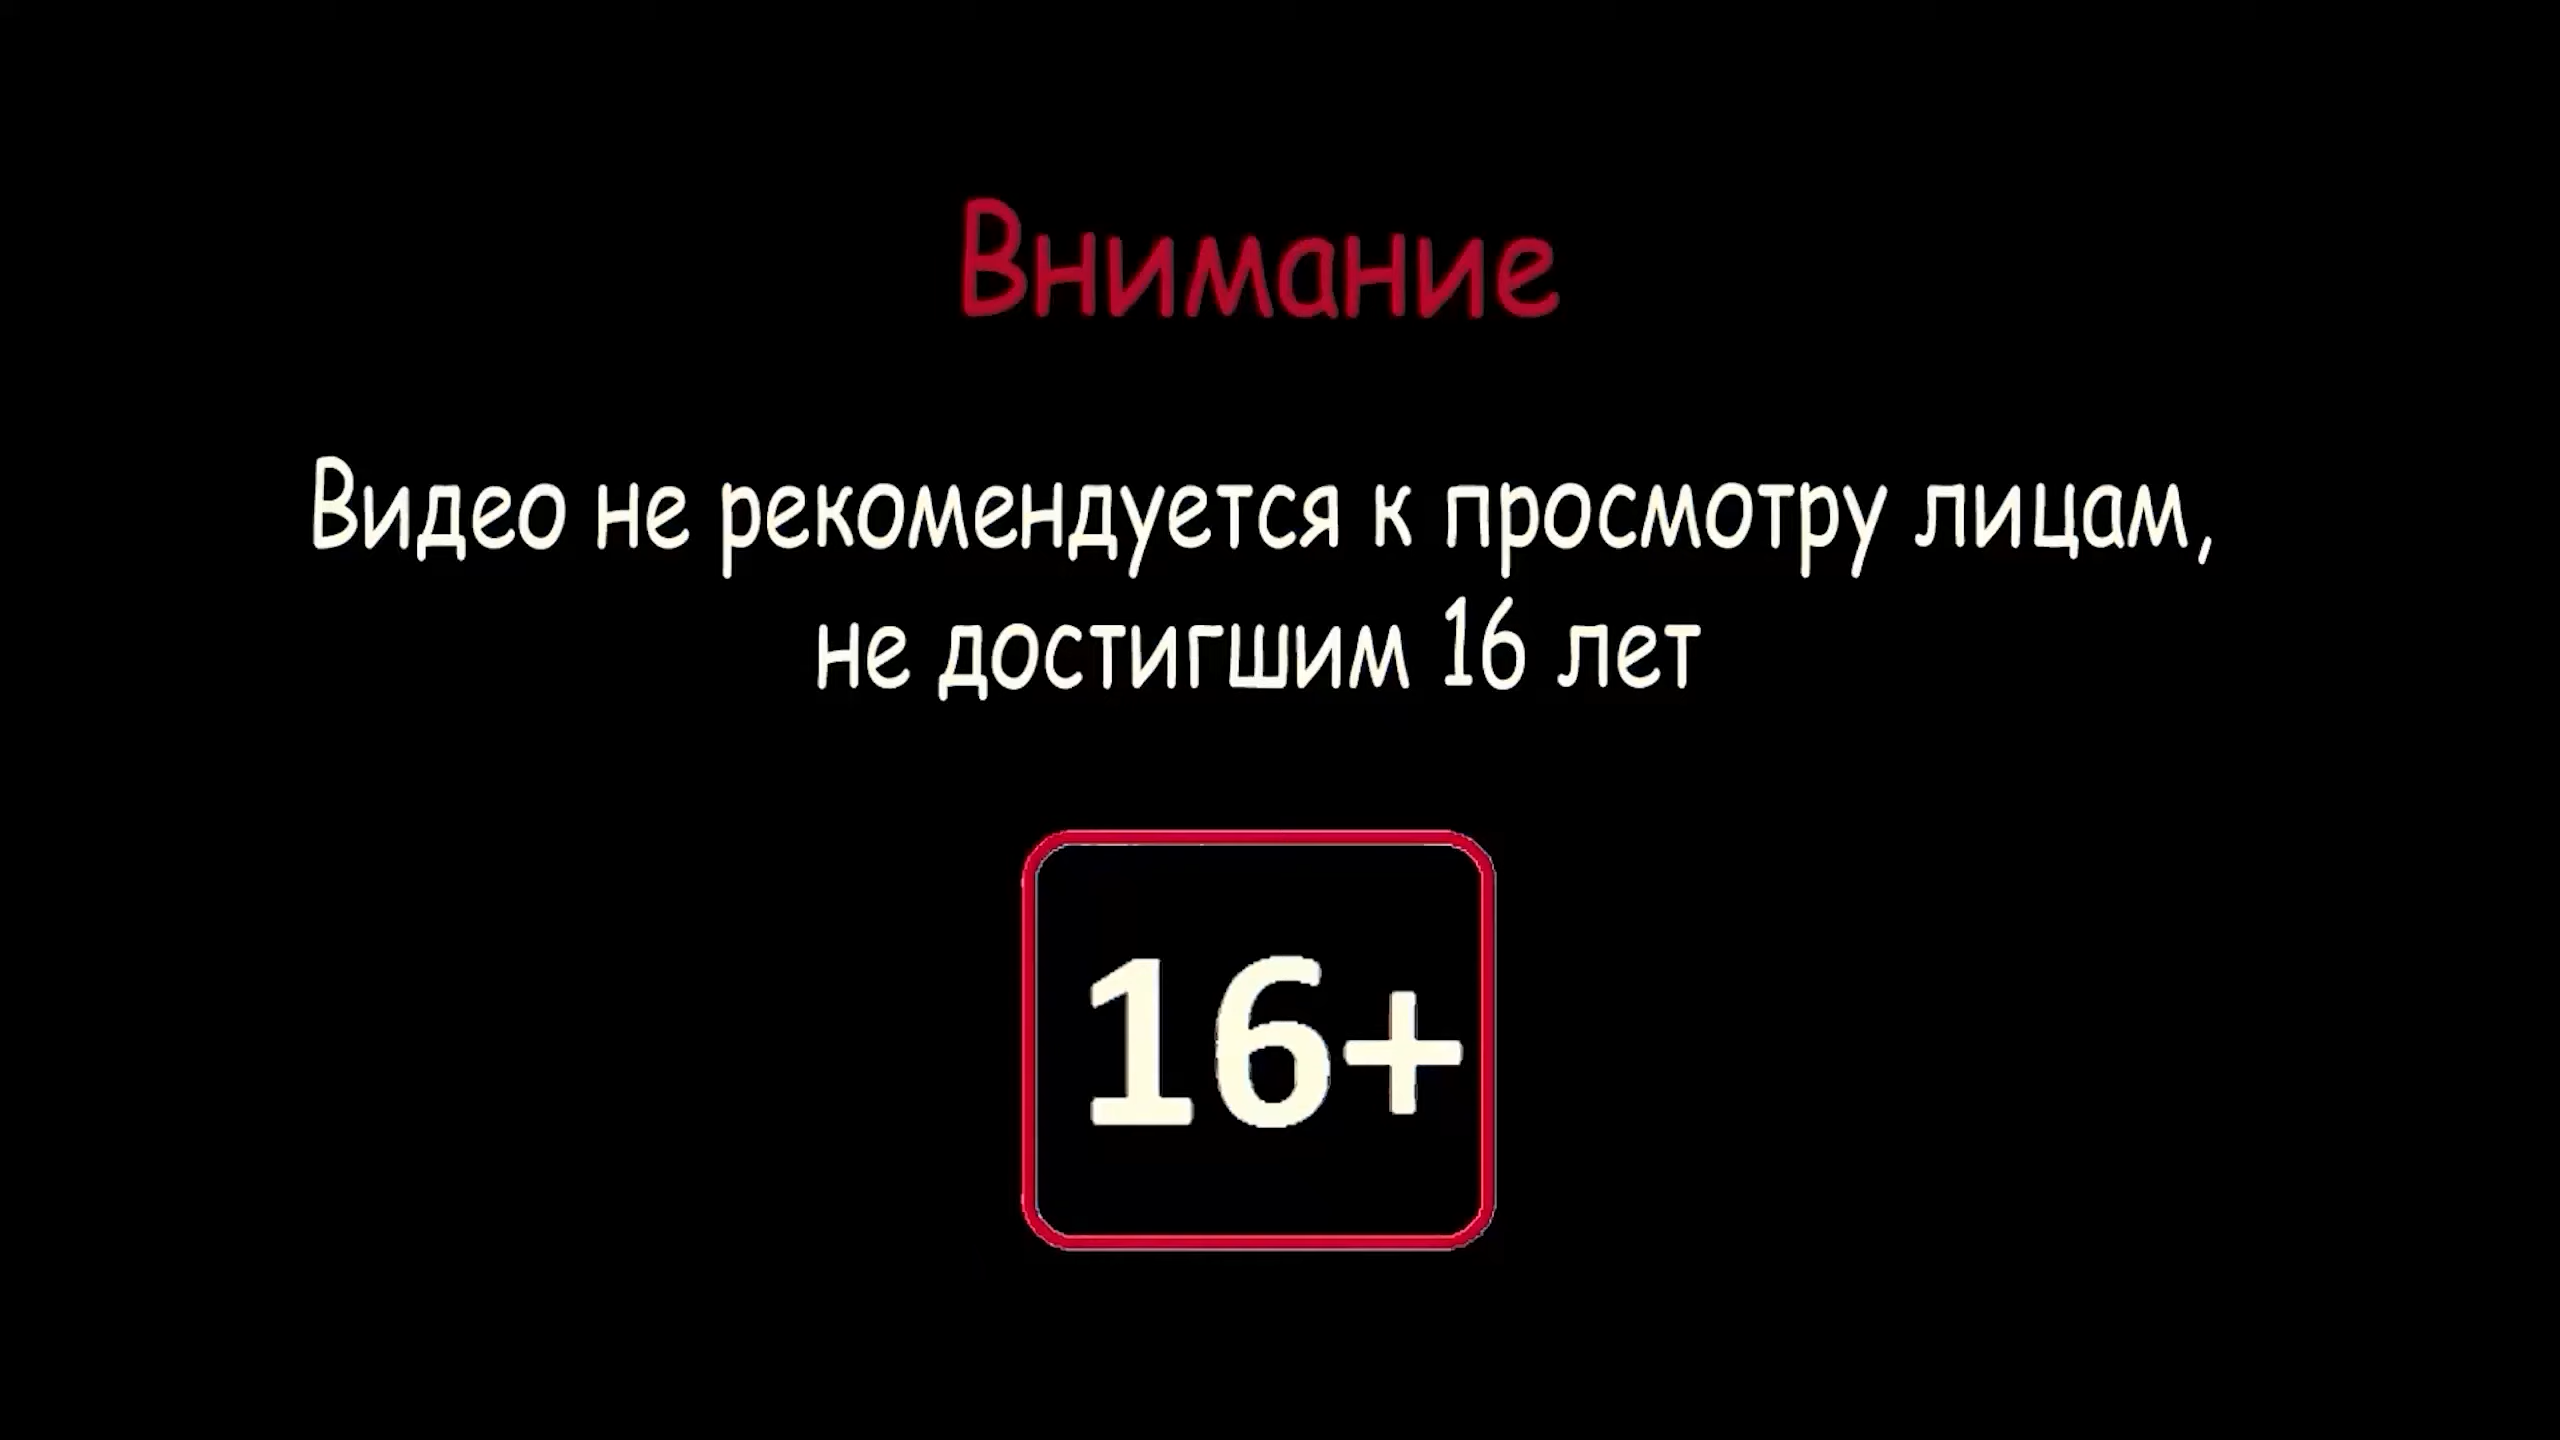 Внимание
Видео не рекомендуется к просмотру лицам,
не достигшим 16 лет
16+